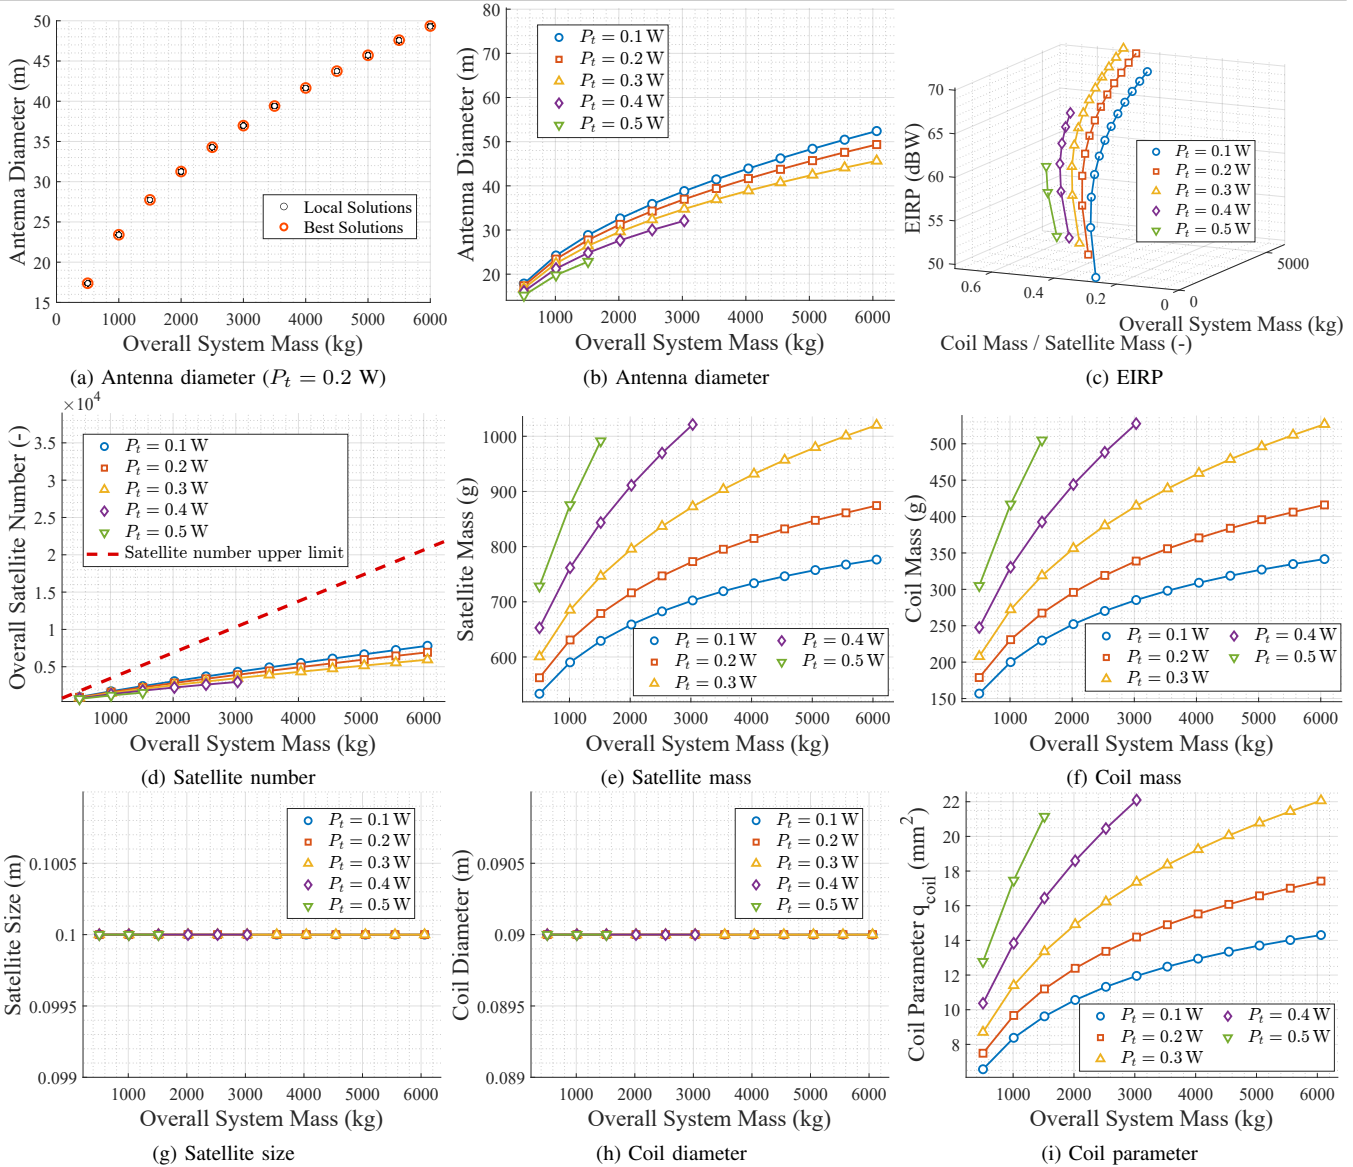 50
45
40
35
30
25
20
15
0
1000
2000
3000
4000
5000
6000
Antenna Diameter (m)
Overall System Mass (kg)
Local Solutions
Best Solutions
(a) Antenna diameter (P_t = 0.2 W)
80
70
60
50
40
30
20
1000
2000
3000
4000
5000
6000
Antenna Diameter (m)
Overall System Mass (kg)
P_t = 0.1 W
P_t = 0.2 W
P_t = 0.3 W
P_t = 0.4 W
P_t = 0.5 W
(b) Antenna diameter
70
65
60
55
50
EIRP (dBW)
0.6
0.4
0.2
0
0
5000
Overall System Mass (kg)
Coil Mass / Satellite Mass (-)
P_t = 0.1 W
P_t = 0.2 W
P_t = 0.3 W
P_t = 0.4 W
P_t = 0.5 W
(c) EIRP
×10^4
3.5
3
2.5
2
1.5
1
0.5
1000
2000
3000
4000
5000
6000
Overall Satellite Number (-)
Overall System Mass (kg)
P_t = 0.1 W
P_t = 0.2 W
P_t = 0.3 W
P_t = 0.4 W
P_t = 0.5 W
Satellite number upper limit
(d) Satellite number
1000
900
800
700
600
1000
2000
3000
4000
5000
6000
Satellite Mass (g)
Overall System Mass (kg)
P_t = 0.1 W
P_t = 0.2 W
P_t = 0.3 W
P_t = 0.4 W
P_t = 0.5 W
(e) Satellite mass
500
450
400
350
300
250
200
150
1000
2000
3000
4000
5000
6000
Coil Mass (g)
Overall System Mass (kg)
P_t = 0.1 W
P_t = 0.2 W
P_t = 0.3 W
P_t = 0.4 W
P_t = 0.5 W
(f) Coil mass
0.1005
0.1
0.0995
0.099
1000
2000
3000
4000
5000
6000
Satellite Size (m)
Overall System Mass (kg)
P_t = 0.1 W
P_t = 0.2 W
P_t = 0.3 W
P_t = 0.4 W
P_t = 0.5 W
(g) Satellite size
0.0905
0.09
0.0895
0.089
1000
2000
3000
4000
5000
6000
Coil Diameter (m)
Overall System Mass (kg)
P_t = 0.1 W
P_t = 0.2 W
P_t = 0.3 W
P_t = 0.4 W
P_t = 0.5 W
(h) Coil diameter
22
20
18
16
14
12
10
8
1000
2000
3000
4000
5000
6000
Coil Parameter q_coil (mm^2)
Overall System Mass (kg)
P_t = 0.1 W
P_t = 0.2 W
P_t = 0.3 W
P_t = 0.4 W
P_t = 0.5 W
(i) Coil parameter